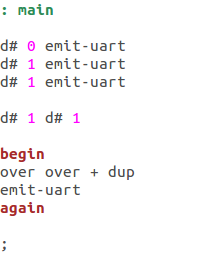 : main
d# 0 emit-uart
d# 1 emit-uart
d# 1 emit-uart
d# 1 d# 1
begin
over over + dup
emit-uart
again
;